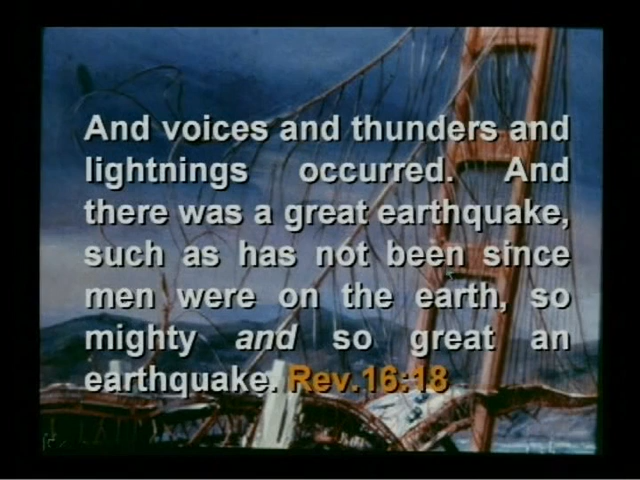 And voices and thunders and
lightnings occurred. And
there was a great earthquake,
such as has not been since
men were on the earth, so
mighty and so great an
earthquake. Rev.16:18